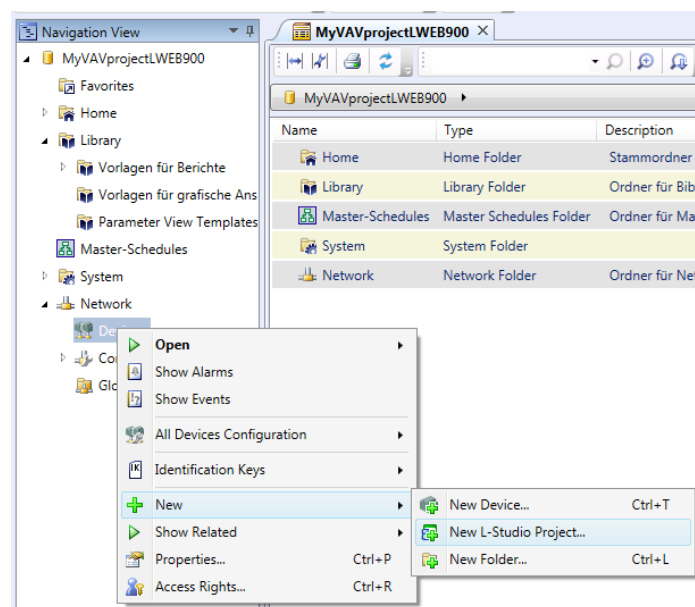 Navigation View
MyVAVprojectLWEB900
Favorites
Home
Library
Vorlagen für Berichte
Vorlagen für grafische Ans
Parameter View Templates
Master-Schedules
System
Network
De
Co
Glo
MyVAVprojectLWEB900
MyVAVprojectLWEB900
Name Type Description
Home Home Folder Stammordner
Library Library Folder Ordner für Bib
Master-Schedules Master Schedules Folder Ordner für Ma
System System Folder
Network Network Folder Ordner für Ne
Open
Show Alarms
Show Events
All Devices Configuration
Identification Keys
New
Show Related
Properties... Ctrl+P
Access Rights... Ctrl+R
New Device... Ctrl+T
New L-Studio Project...
New Folder... Ctrl+L